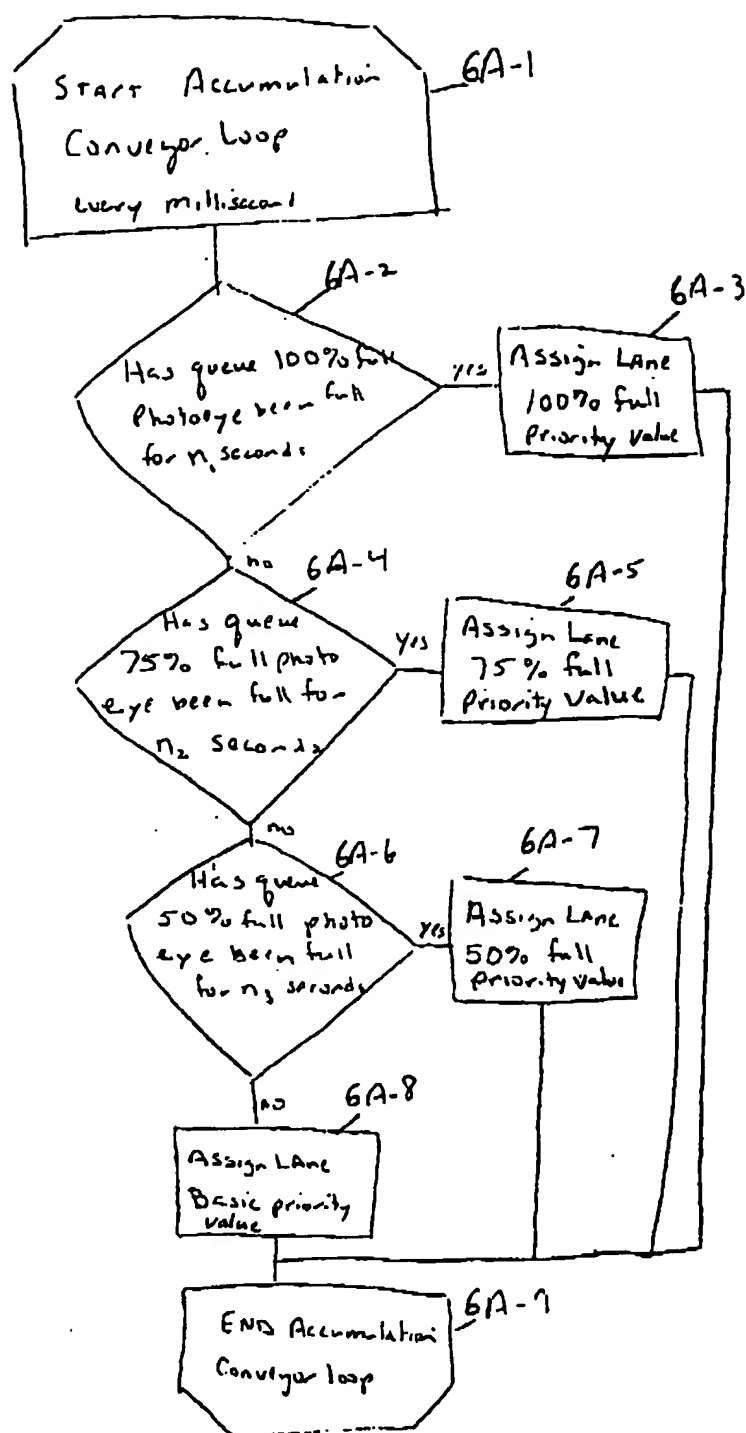 START Accumulation
Conveyor Loop
every millisecond
6A-1
6A-2
Has queue 100% full
Photoeye been full
for n, seconds
yes
6A-3
Assign Lane
100% full
Priority value
no
6A-4
Has queue
75% full photo
eye been full for
n₂ seconds
Yes
6A-5
Assign Lane
75% full
Priority Value
no
6A-6
Has queue
50% full photo
eye been full
for n₃ seconds
yes
6A-7
Assign Lane
50% full
priority value
no
6A-8
Assign Lane
Basic priority
value
6A-9
END Accumulation
Conveyor loop